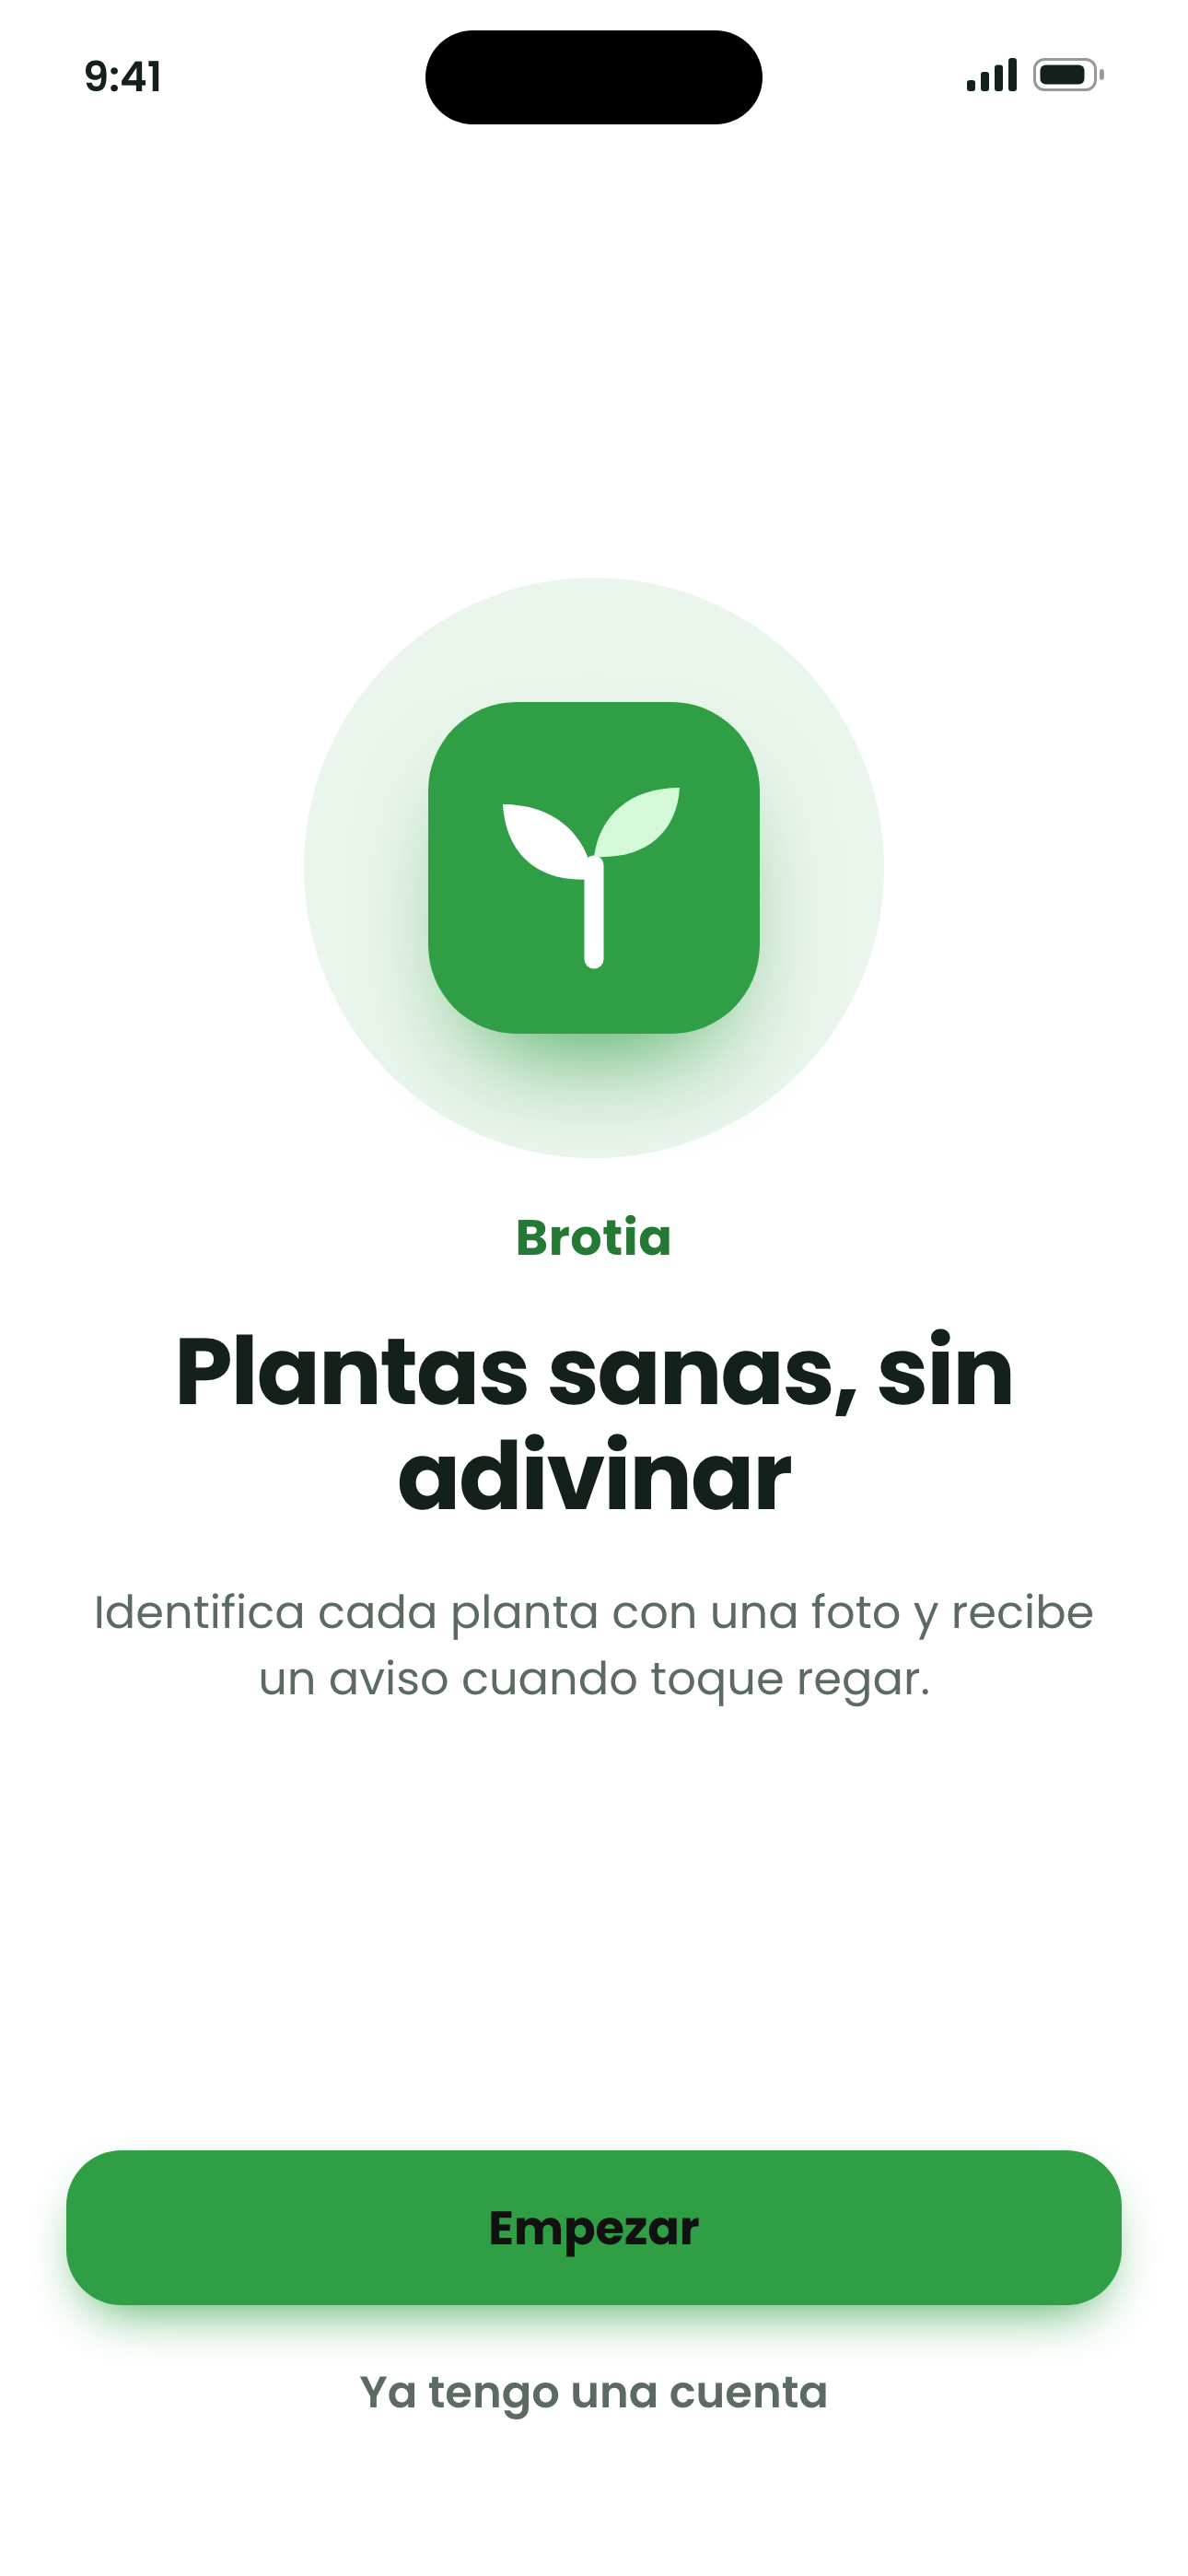 9:41
Brotia
Plantas sanas, sin
adivinar
Identifica cada planta con una foto y recibe
un aviso cuando toque regar.
Empezar
Ya tengo una cuenta